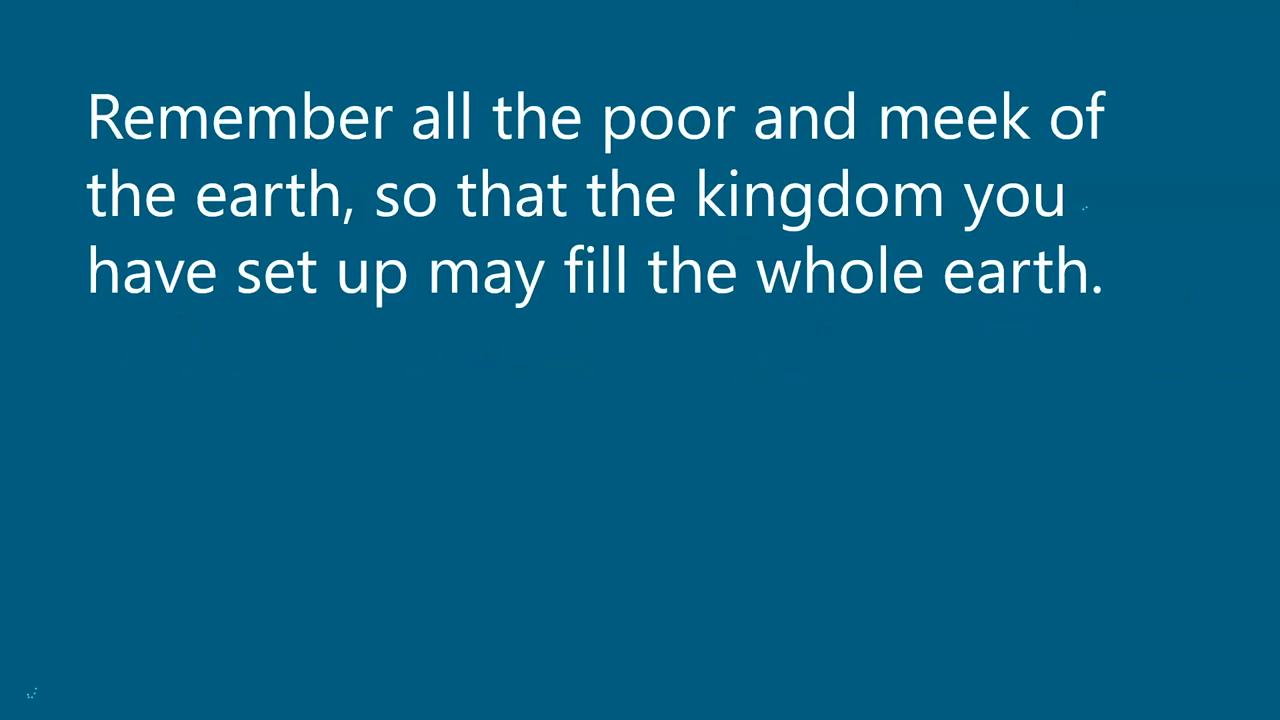 Remember all the poor and meek of
the earth, so that the kingdom you
have set up may fill the whole earth.